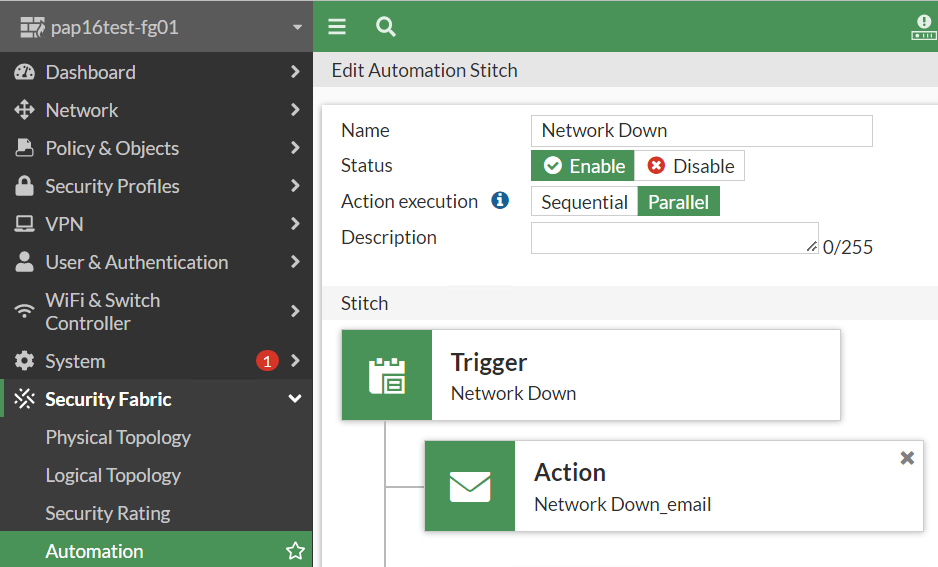 pap16test-fg01
Dashboard
Network
Policy & Objects
Security Profiles
VPN
User & Authentication
WiFi & Switch
Controller
System 1
Security Fabric
Physical Topology
Logical Topology
Security Rating
Automation
Edit Automation Stitch
Name Network Down
Status Enable Disable
Action execution Sequential Parallel
Description 0/255
Stitch
Trigger
Network Down
Action
Network Down_email